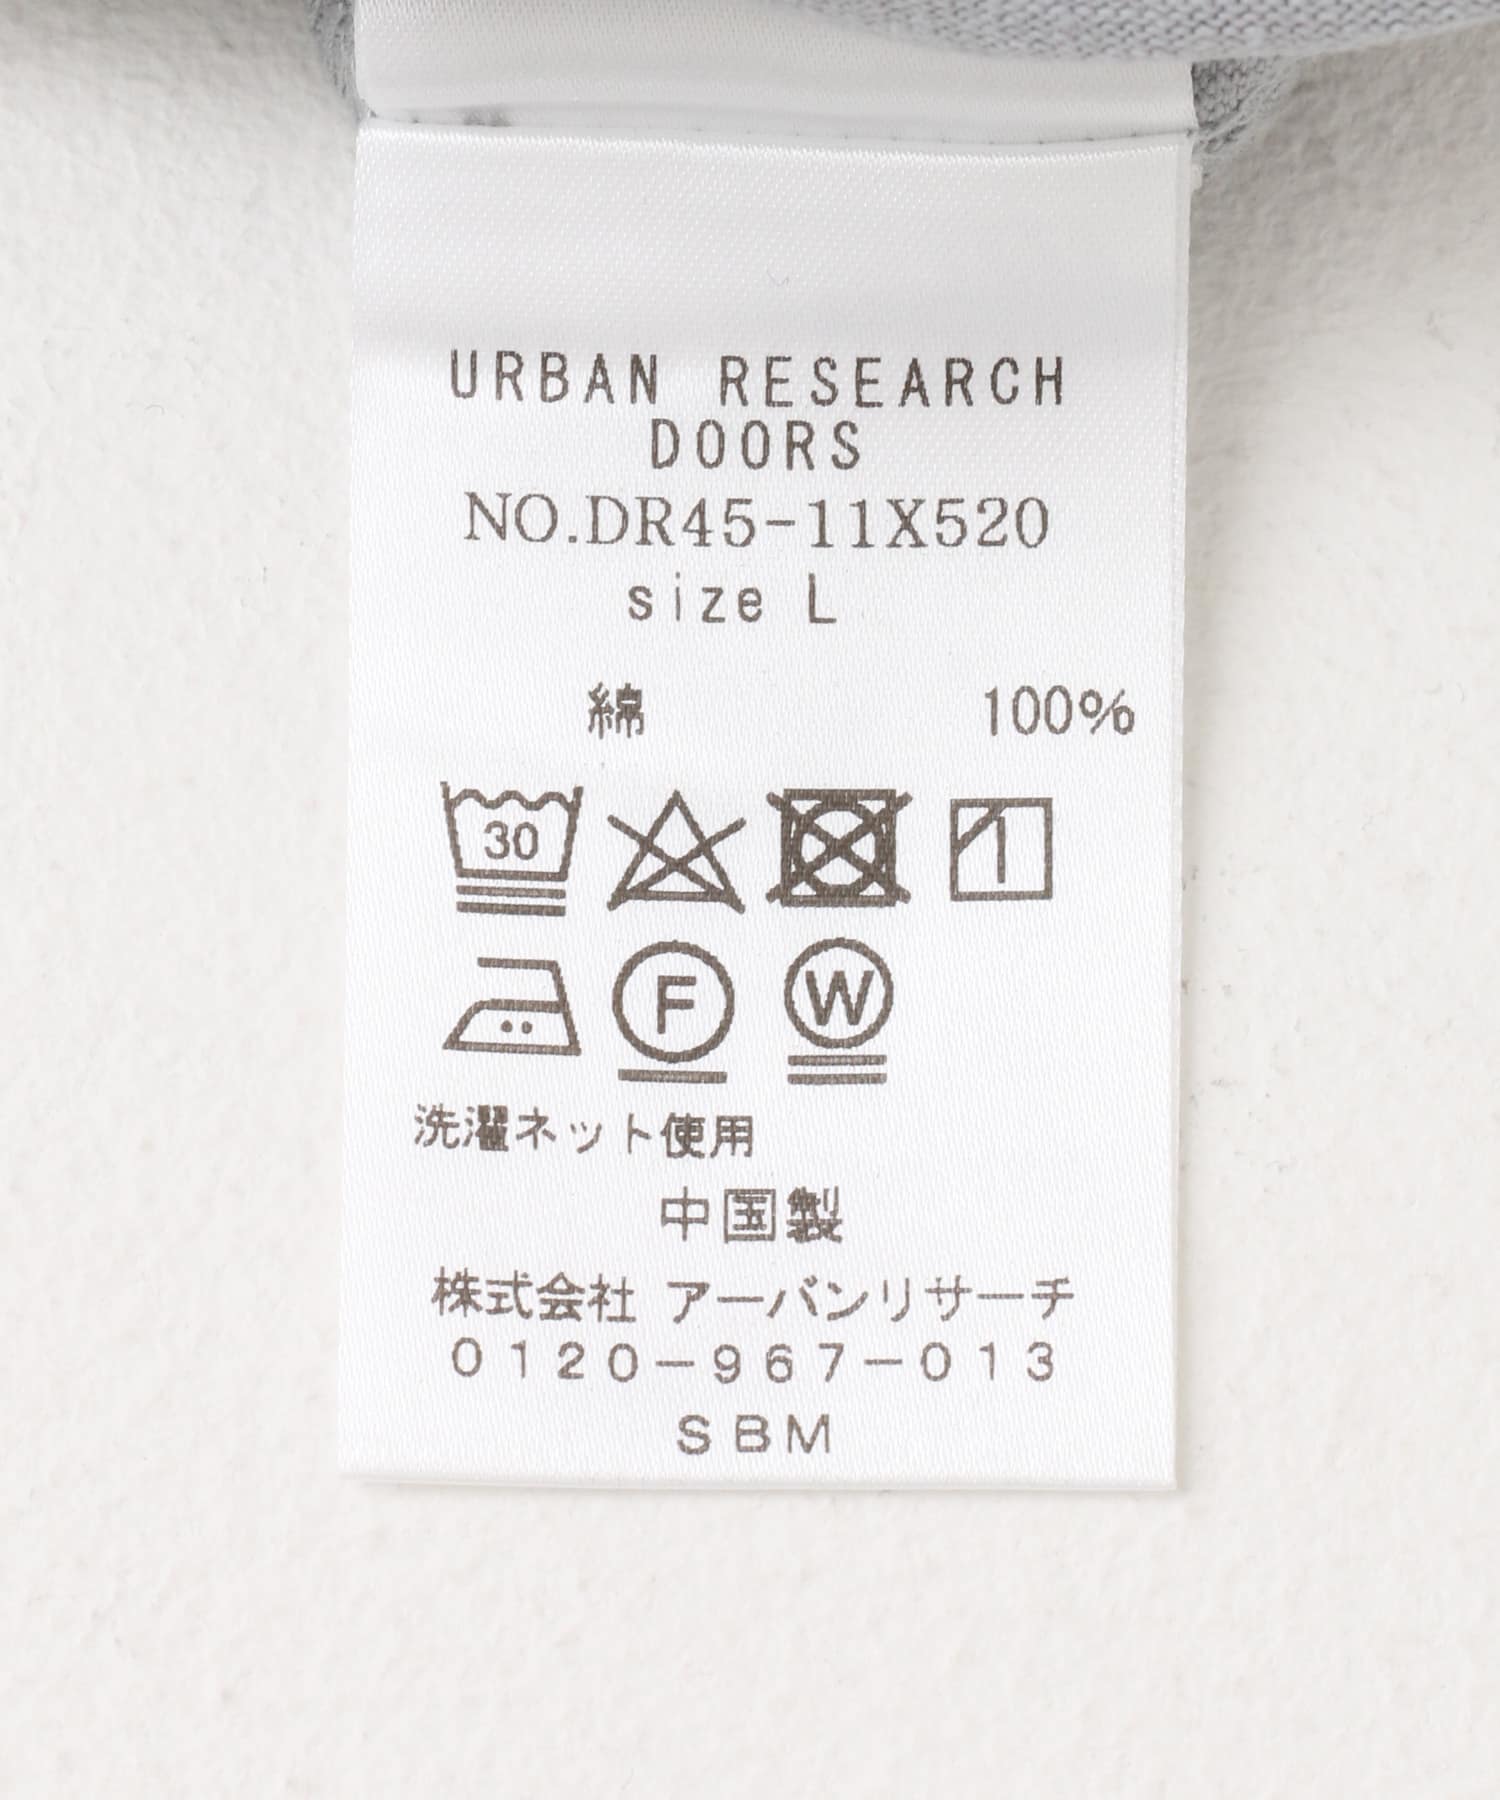 URBAN RESEARCH
DOORS
NO.DR45-11X520
size L
綿 100%
30
F W
洗濯ネット使用
中国製
株式会社 アーバンリサーチ
0120-967-013
SBM